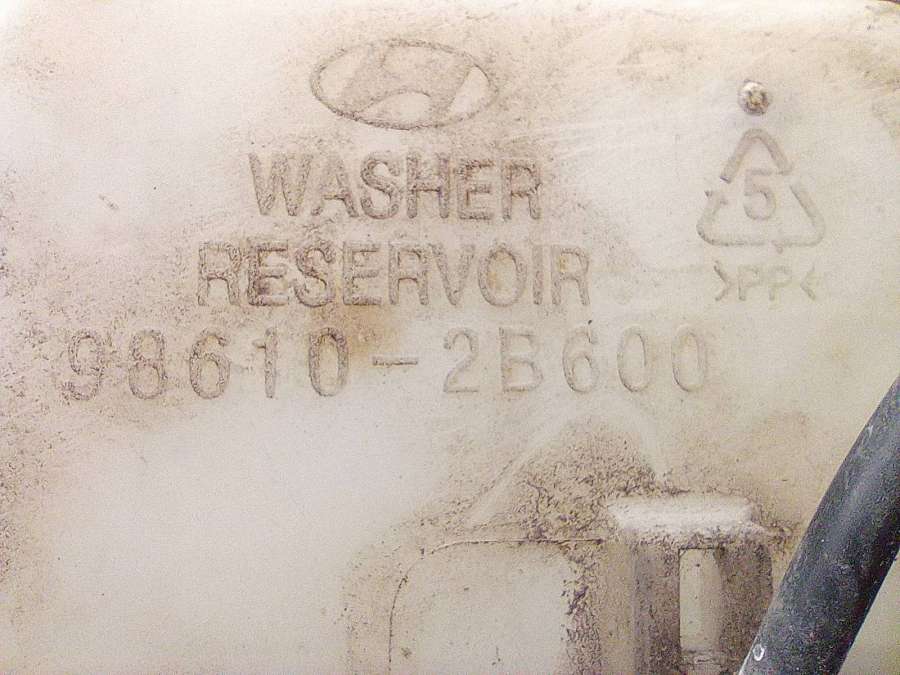 WASHER
RESERVOIR
98610-2B600
5
>PP<